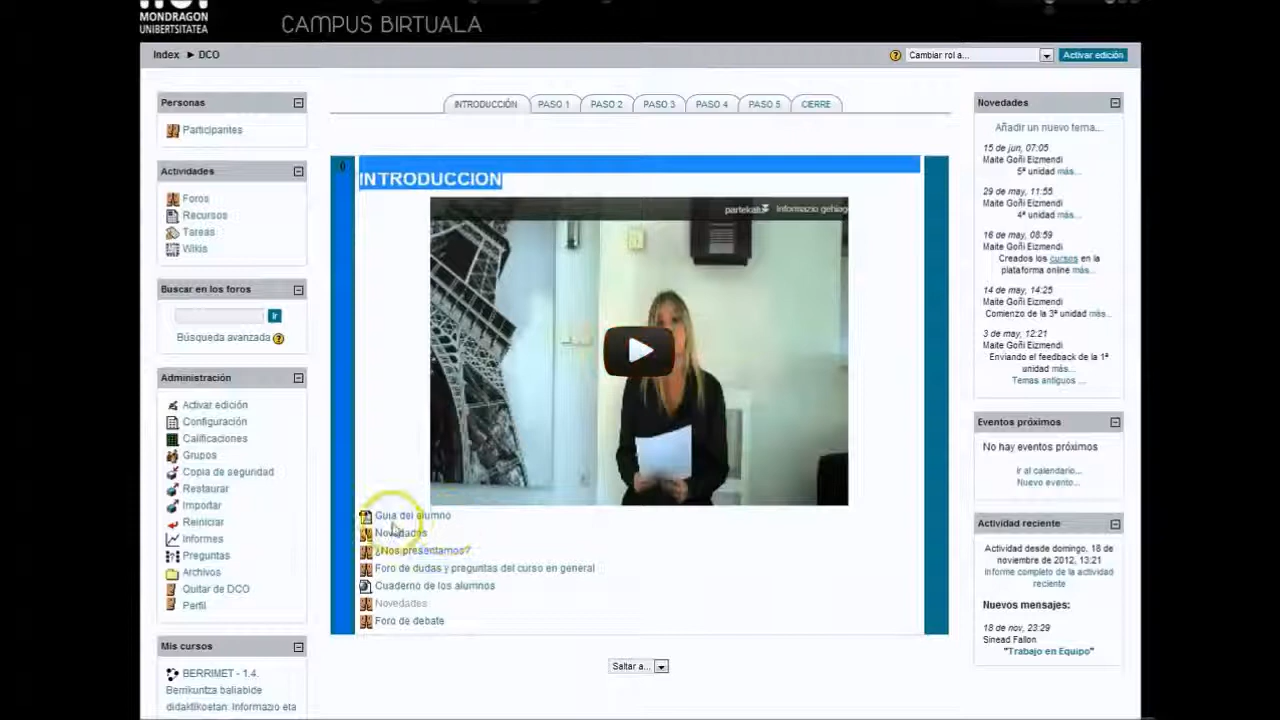 MONDRAGON
UNIBERTSITATEA
CAMPUS BIRTUALA
Index ► DCO
Cambiar rol a...
Activar edición
Personas
Participantes
Actividades
Foros
Recursos
Tareas
Wikis
Buscar en los foros
Ir
Búsqueda avanzada
Administración
Activar edición
Configuración
Calificaciones
Grupos
Copia de seguridad
Restaurar
Importar
Reiniciar
Informes
Preguntas
Archivos
Quitar de DCO
Perfil
Mis cursos
BERRIMET - 1.4.
Berrikuntza baliabide
didaktikoetan: Informazio eta
INTRODUCCIÓN
PASO 1
PASO 2
PASO 3
PASO 4
PASO 5
CIERRE
0
INTRODUCCION
partekatu
Informazio gehiago
Guia del alumno
Novedades
¿Nos presentamos?
Foro de dudas y preguntas del curso en general
Cuaderno de los alumnos
Novedades
Foro de debate
Saltar a...
Novedades
Añadir un nuevo tema...
15 de jun, 07:05
Maite Goñi Eizmendi
5ª unidad más...
29 de may, 11:55
Maite Goñi Eizmendi
4ª unidad más...
16 de may, 08:59
Maite Goñi Eizmendi
Creados los cursos en la
plataforma online más...
14 de may, 14:25
Maite Goñi Eizmendi
Comienzo de la 3ª unidad más...
3 de may, 12:21
Maite Goñi Eizmendi
Enviando el feedback de la 1ª
unidad más...
Temas antiguos ...
Eventos próximos
No hay eventos próximos
Ir al calendario...
Nuevo evento...
Actividad reciente
Actividad desde domingo, 18 de
noviembre de 2012, 13:21
Informe completo de la actividad
reciente
Nuevos mensajes:
18 de nov, 23:29
Sinead Fallon
"Trabajo en Equipo"